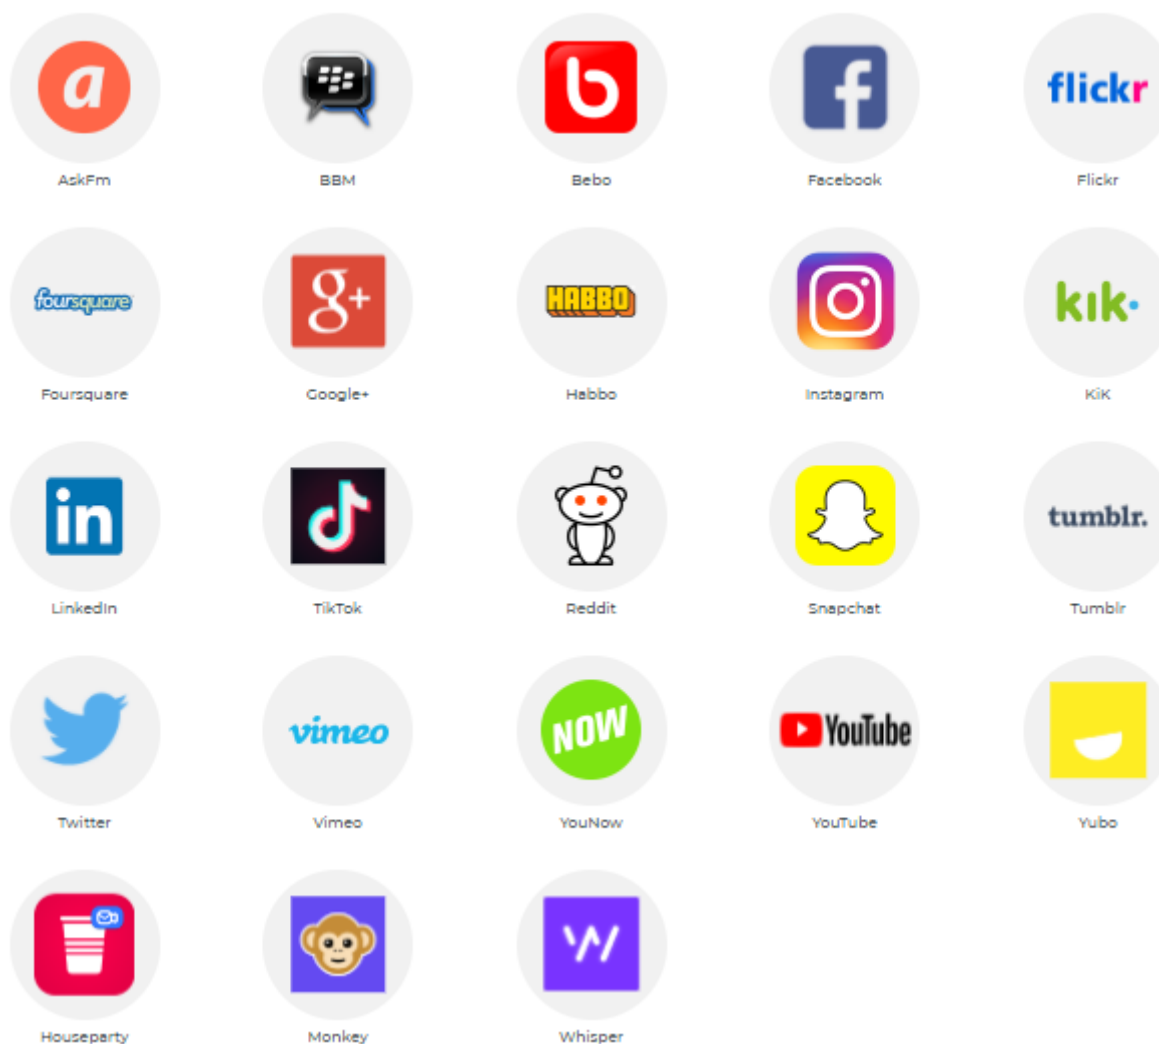 a
b
f
flickr
AskFm
BBM
Bebo
Facebook
Flickr
foursquare
g+
HABBO
kik·
Foursquare
Google+
Habbo
Instagram
KiK
in
tumblr.
LinkedIn
TikTok
Reddit
Snapchat
Tumblr
vimeo
NOW
YouTube
Twitter
Vimeo
YouNow
YouTube
Yubo
W
Houseparty
Monkey
Whisper